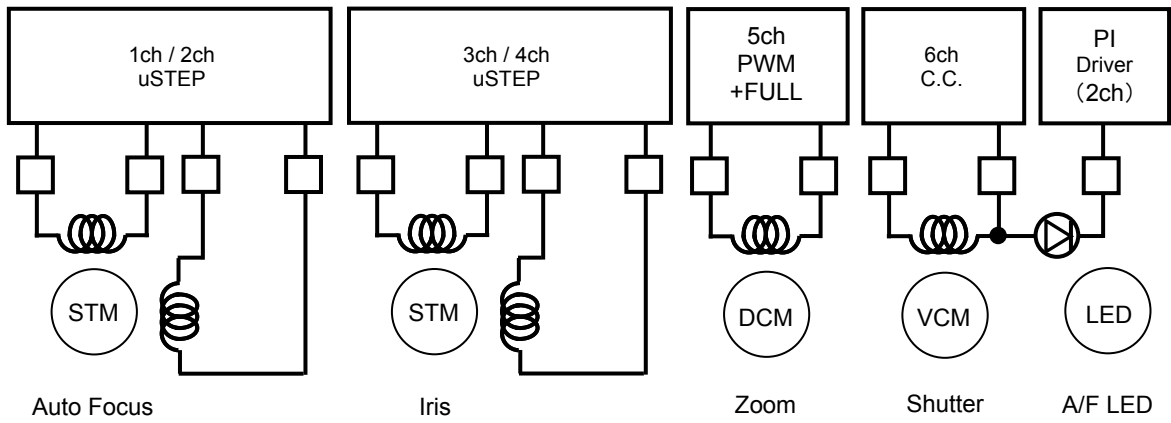 1ch / 2ch
uSTEP
3ch / 4ch
uSTEP
5ch
PWM
+FULL
6ch
C.C.
PI
Driver
（2ch）
STM
STM
DCM
VCM
LED
Auto Focus
Iris
Zoom
Shutter
A/F LED